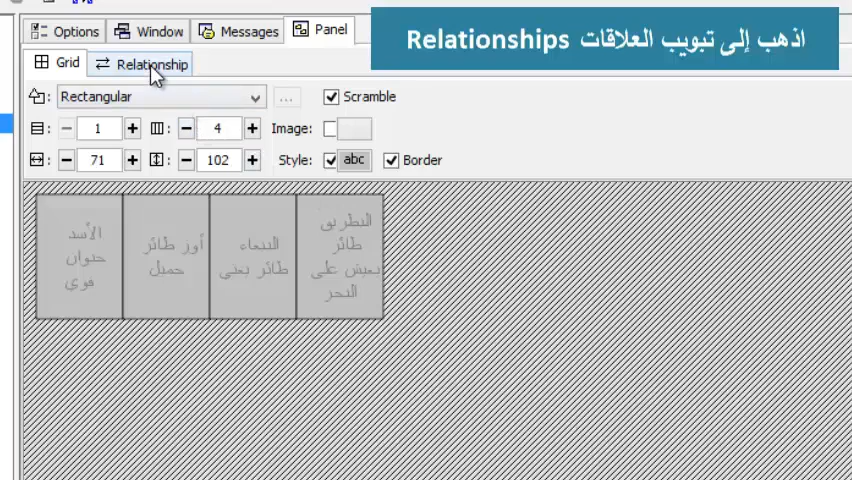 اذهب إلى تبويب العلاقات Relationships
Options
Window
Messages
Panel
Grid
Relationship
Rectangular
...
Scramble
1
4
Image:
71
102
Style:
abc
Border
الأسد
حيوان
قوي
أوز طائر
جميل
الببغاء
طائر يغني
البطريق
طائر
يعيش على
البحر